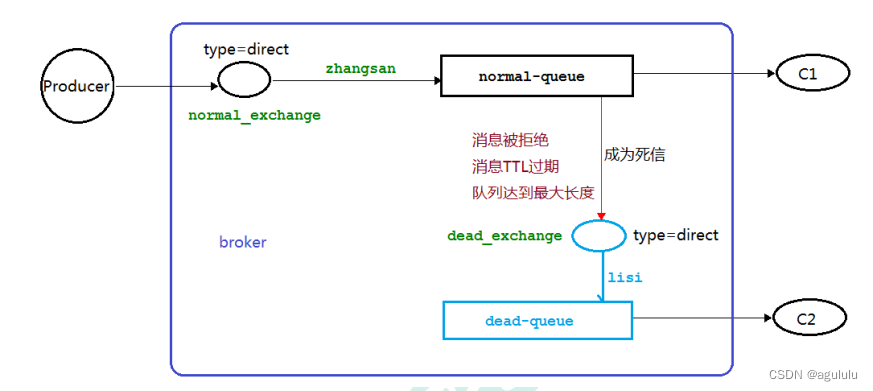 type=direct
zhangsan
normal-queue
C1
Producer
normal_exchange
消息被拒绝
消息TTL过期
队列达到最大长度
成为死信
broker
dead_exchange
type=direct
lisi
dead-queue
C2
CSDN @agululu